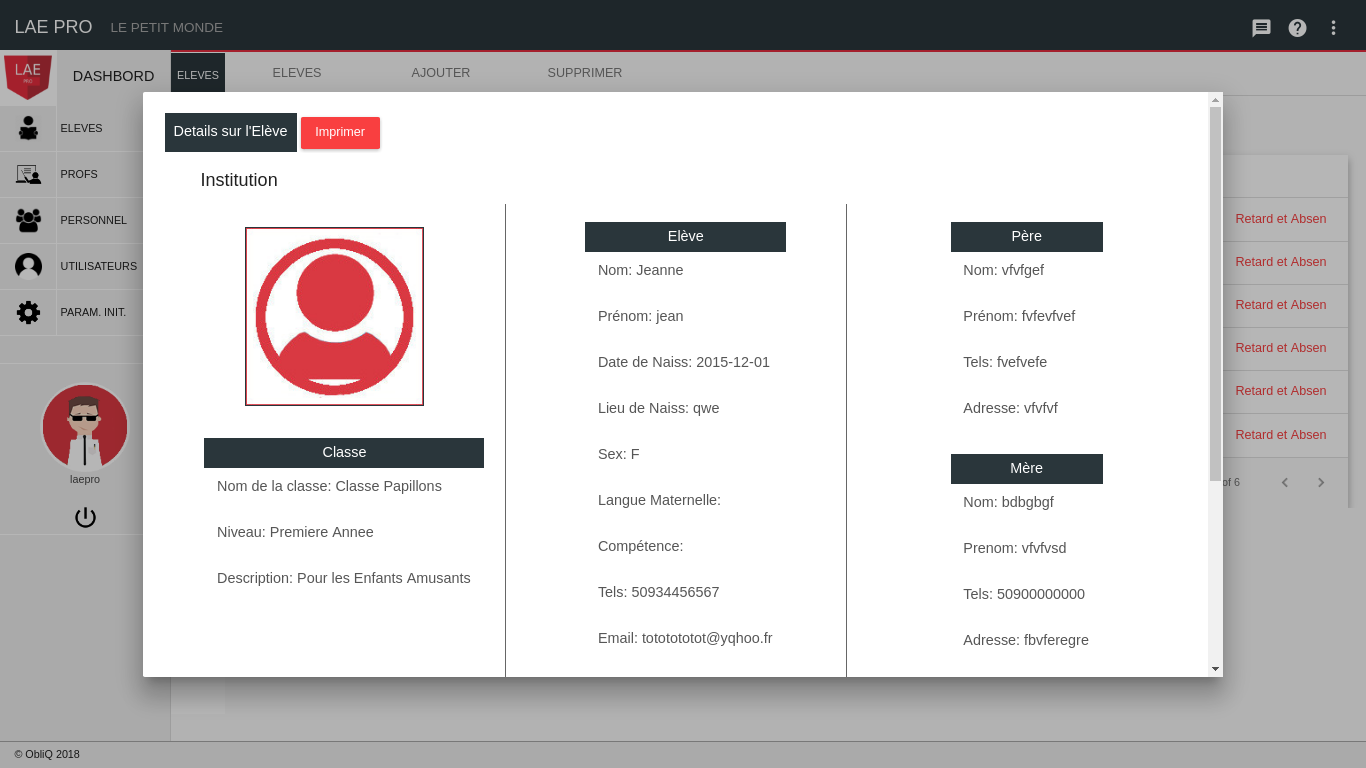 LAE PRO LE PETIT MONDE
LAE
PRO
DASHBORD
ELEVES
ELEVES
AJOUTER
SUPPRIMER
ELEVES
PROFS
PERSONNEL
UTILISATEURS
PARAM. INIT.
laepro
Details sur l'Elève
Imprimer
Institution
Classe
Nom de la classe: Classe Papillons
Niveau: Premiere Annee
Description: Pour les Enfants Amusants
Elève
Nom: Jeanne
Prénom: jean
Date de Naiss: 2015-12-01
Lieu de Naiss: qwe
Sex: F
Langue Maternelle:
Compétence:
Tels: 50934456567
Email: totototototot@yqhoo.fr
Père
Nom: vfvfgef
Prénom: fvfevfvef
Tels: fvefvefe
Adresse: vfvfvf
Mère
Nom: bdbgbgf
Prenom: vfvfvsd
Tels: 50900000000
Adresse: fbvferegre
Retard et Absen
Retard et Absen
Retard et Absen
Retard et Absen
Retard et Absen
Retard et Absen
of 6
© ObliQ 2018